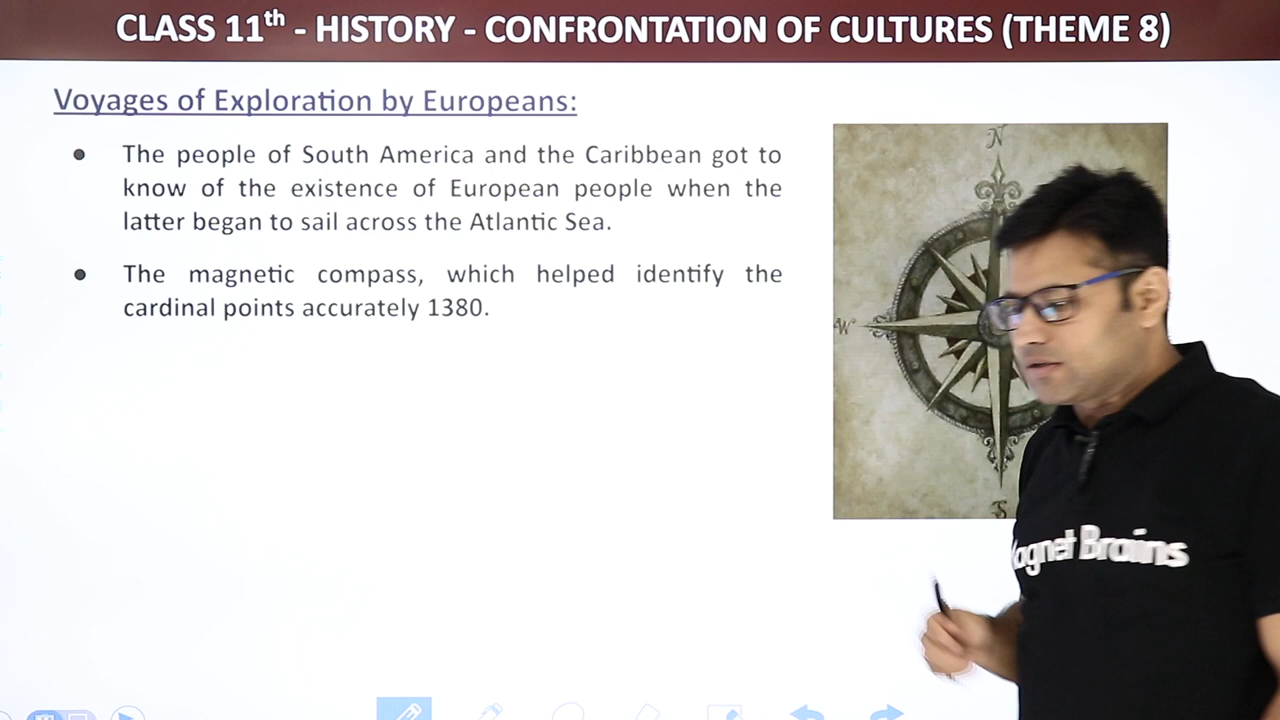 CLASS 11th - HISTORY - CONFRONTATION OF CULTURES (THEME 8)
Voyages of Exploration by Europeans:
● The people of South America and the Caribbean got to
know of the existence of European people when the
latter began to sail across the Atlantic Sea.
● The magnetic compass, which helped identify the
cardinal points accurately 1380.
N
W
S
agnet Brains